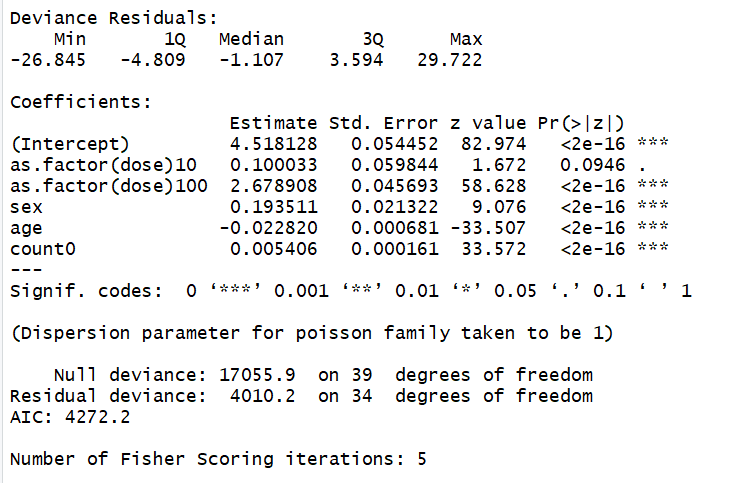 Deviance Residuals:
    Min       1Q   Median       3Q      Max
-26.845   -4.809   -1.107    3.594   29.722

Coefficients:
                    Estimate Std. Error z value Pr(>|z|)
(Intercept)         4.518128   0.054452  82.974   <2e-16 ***
as.factor(dose)10   0.100033   0.059844   1.672   0.0946 .
as.factor(dose)100  2.678908   0.045693  58.628   <2e-16 ***
sex                 0.193511   0.021322   9.076   <2e-16 ***
age                -0.022820   0.000681 -33.507   <2e-16 ***
count0              0.005406   0.000161  33.572   <2e-16 ***
---
Signif. codes:  0 ‘***’ 0.001 ‘**’ 0.01 ‘*’ 0.05 ‘.’ 0.1 ‘ ’ 1

(Dispersion parameter for poisson family taken to be 1)

    Null deviance: 17055.9  on 39  degrees of freedom
Residual deviance:  4010.2  on 34  degrees of freedom
AIC: 4272.2

Number of Fisher Scoring iterations: 5